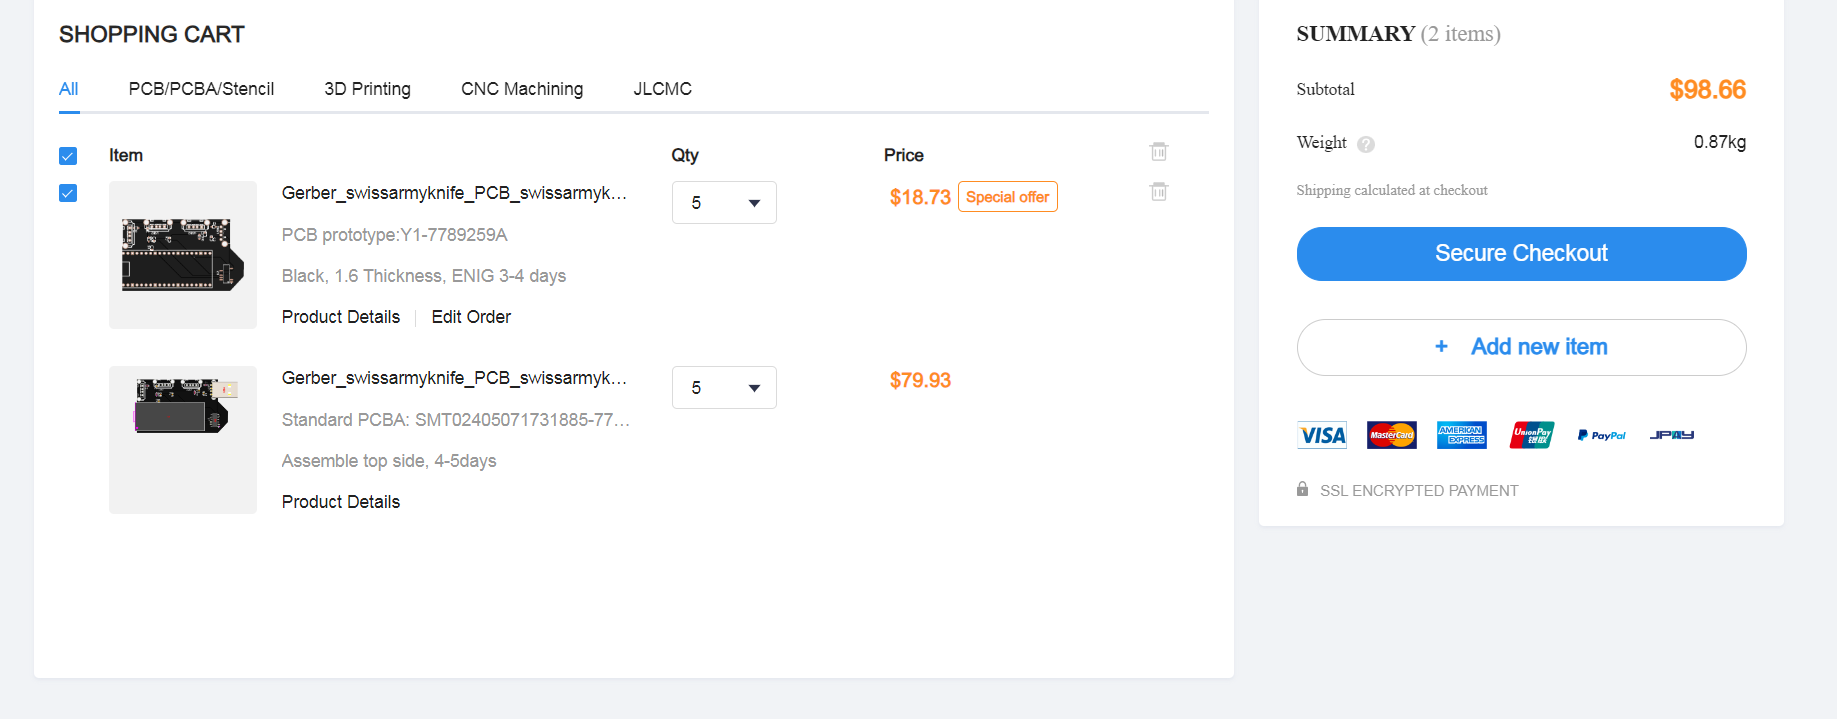 SHOPPING CART
All PCB/PCBA/Stencil 3D Printing CNC Machining JLCMC
Item Qty Price
Gerber_swissarmyknife_PCB_swissarmyk... 5 $18.73 Special offer
PCB prototype:Y1-7789259A
Black, 1.6 Thickness, ENIG 3-4 days
Product Details Edit Order
Gerber_swissarmyknife_PCB_swissarmyk... 5 $79.93
Standard PCBA: SMT02405071731885-77...
Assemble top side, 4-5days
Product Details
SUMMARY (2 items)
Subtotal $98.66
Weight ? 0.87kg
Shipping calculated at checkout
Secure Checkout
+ Add new item
VISA MasterCard AMERICAN EXPRESS UnionPay 银联 PayPal JPAY
SSL ENCRYPTED PAYMENT